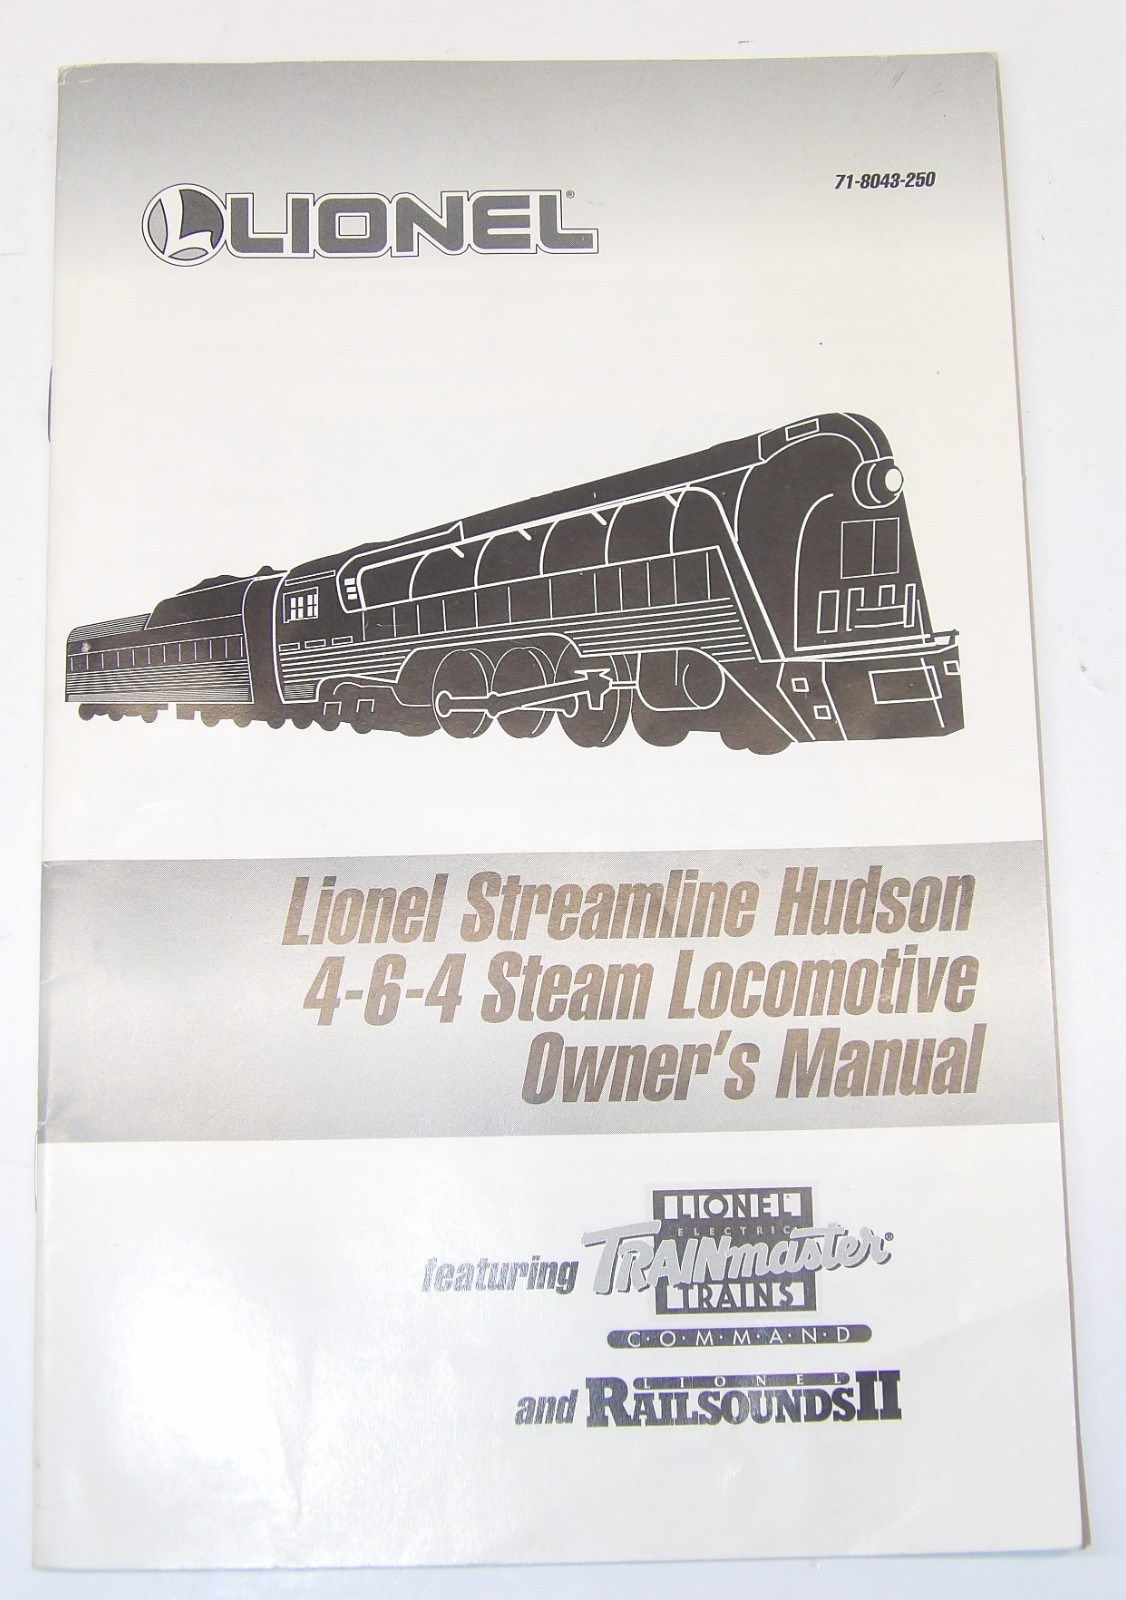 71-8043-250
LIONEL®
Lionel Streamline Hudson
4-6-4 Steam Locomotive
Owner's Manual
LIONEL
ELECTRIC
featuring TRAINmaster®
TRAINS
C·O·M·M·A·N·D
LIONEL
and RAILSOUNDS II